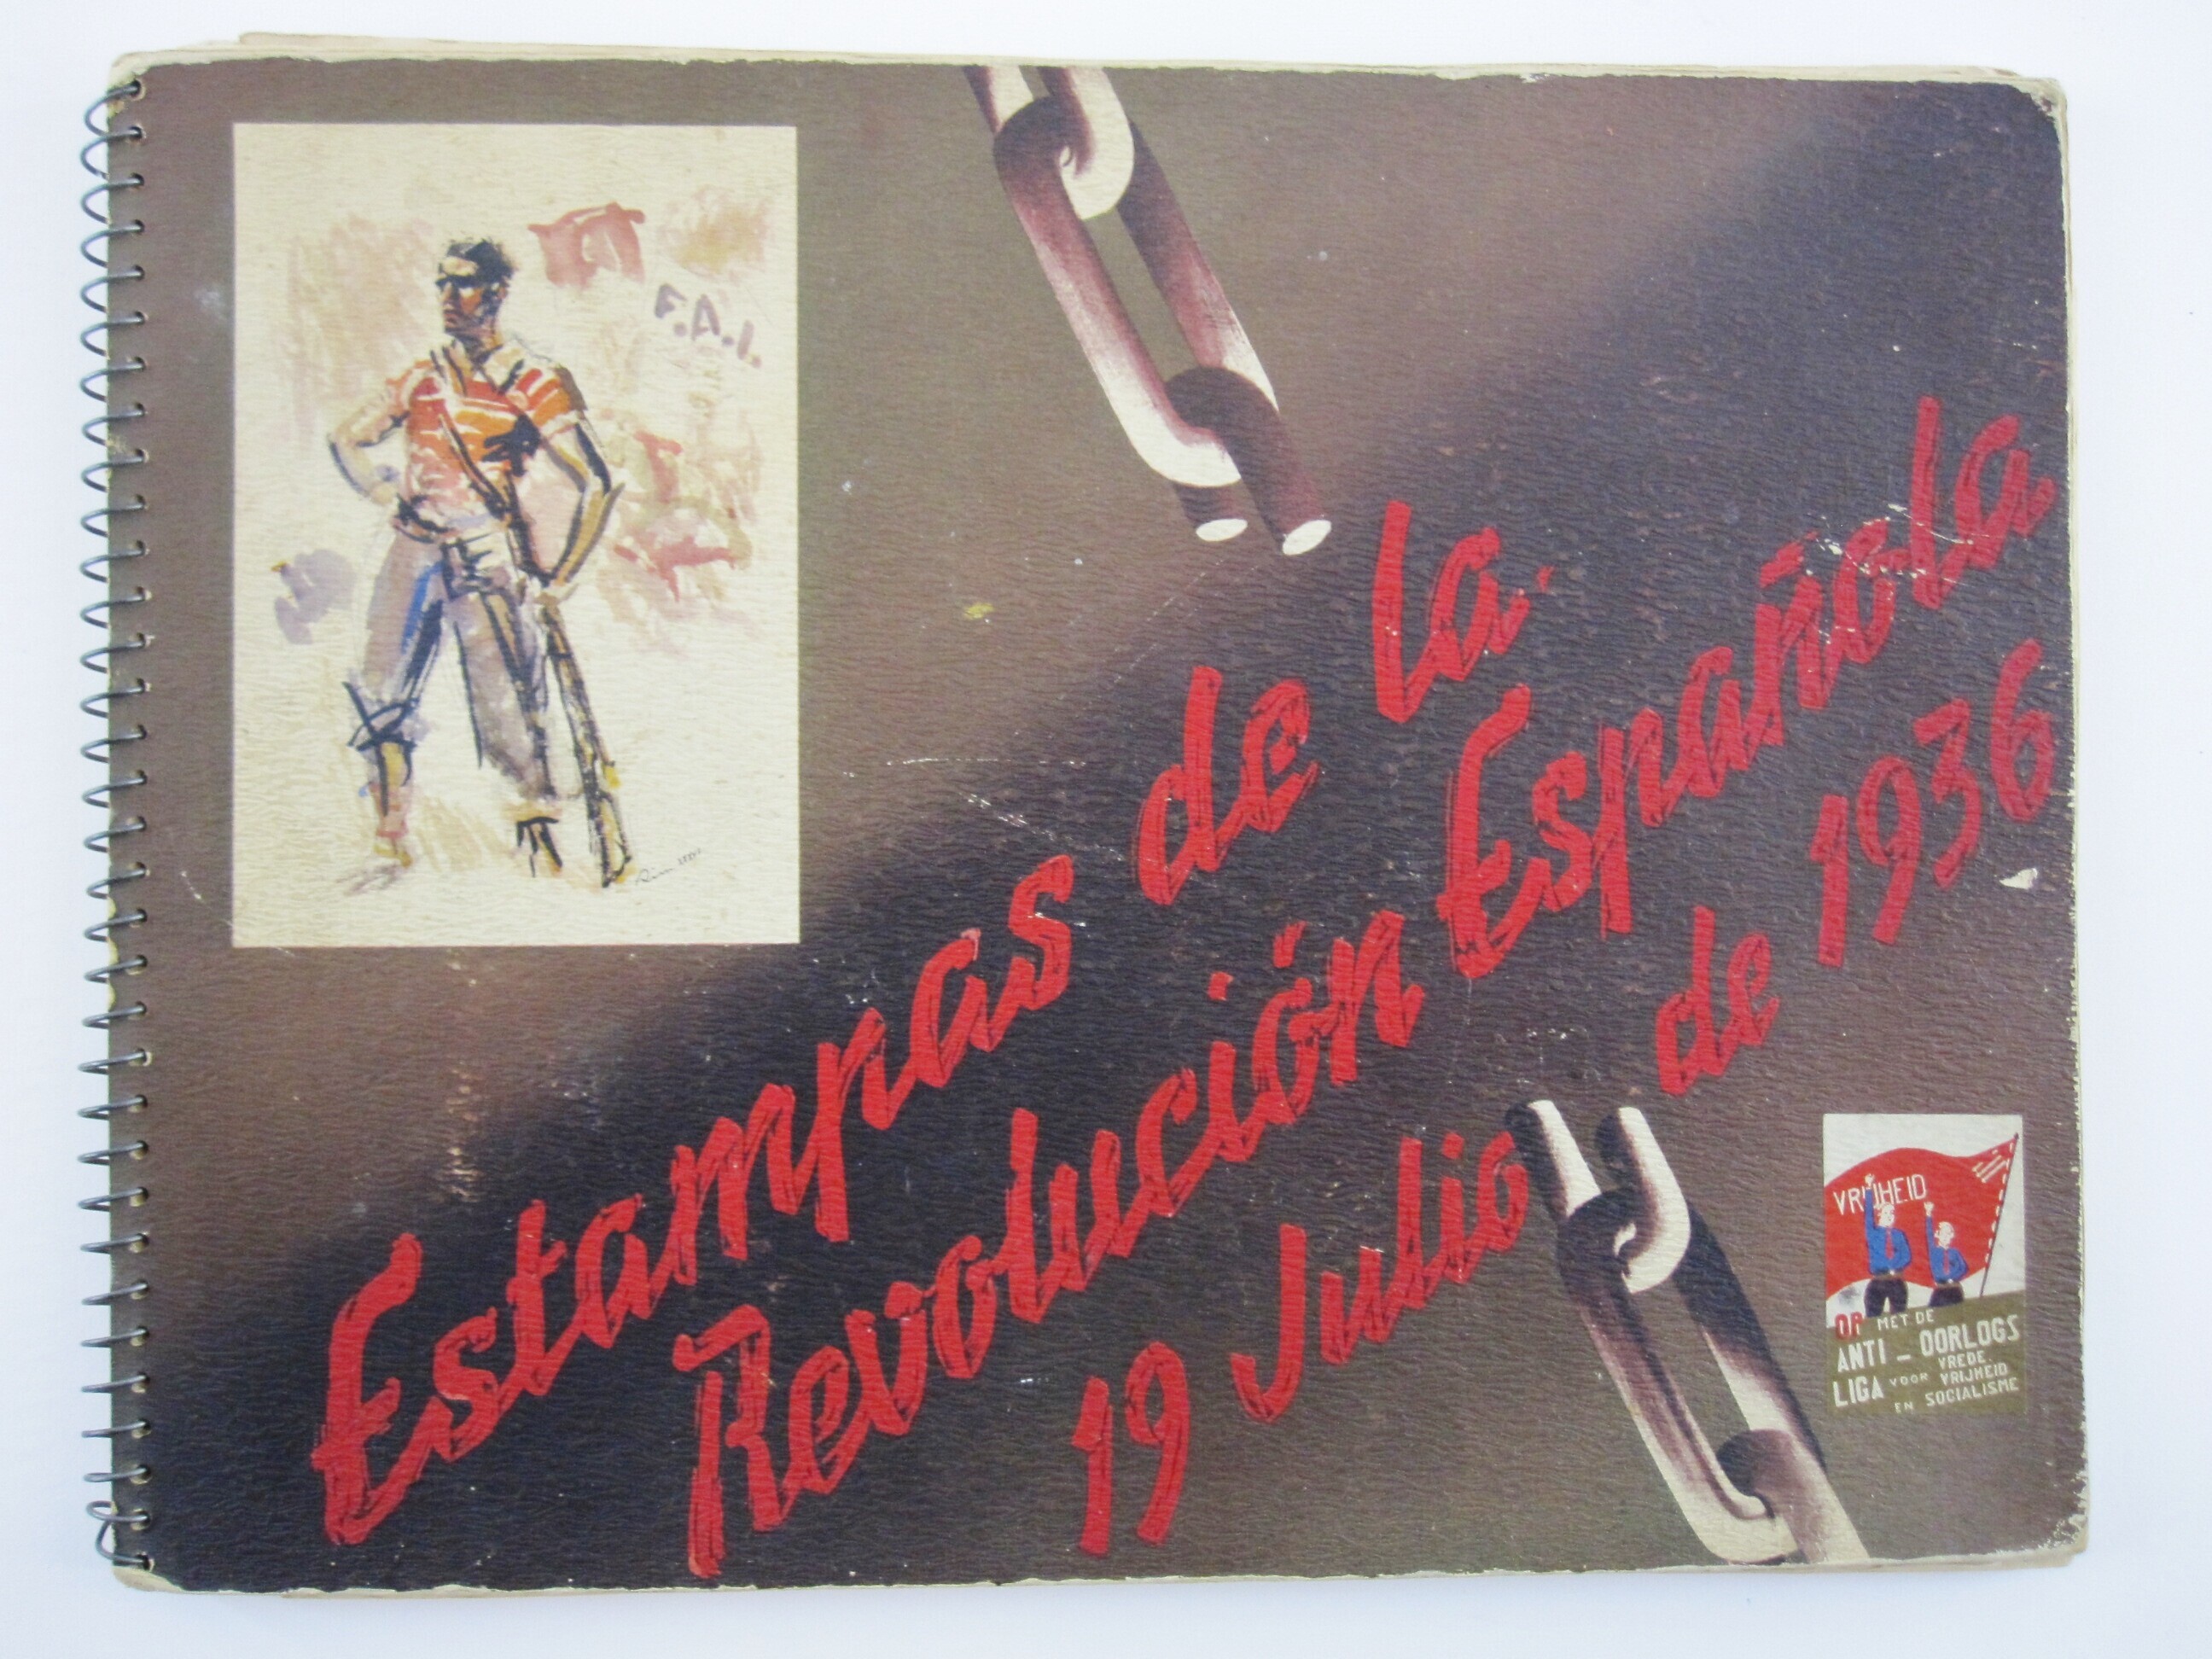 F.A.I.
Estampas de la
Revolución Española
19 Julio de 1936
VRIJHEID
OP MET DE
ANTI - OORLOGS
LIGA VOOR VREDE
VRIJHEID
EN SOCIALISME